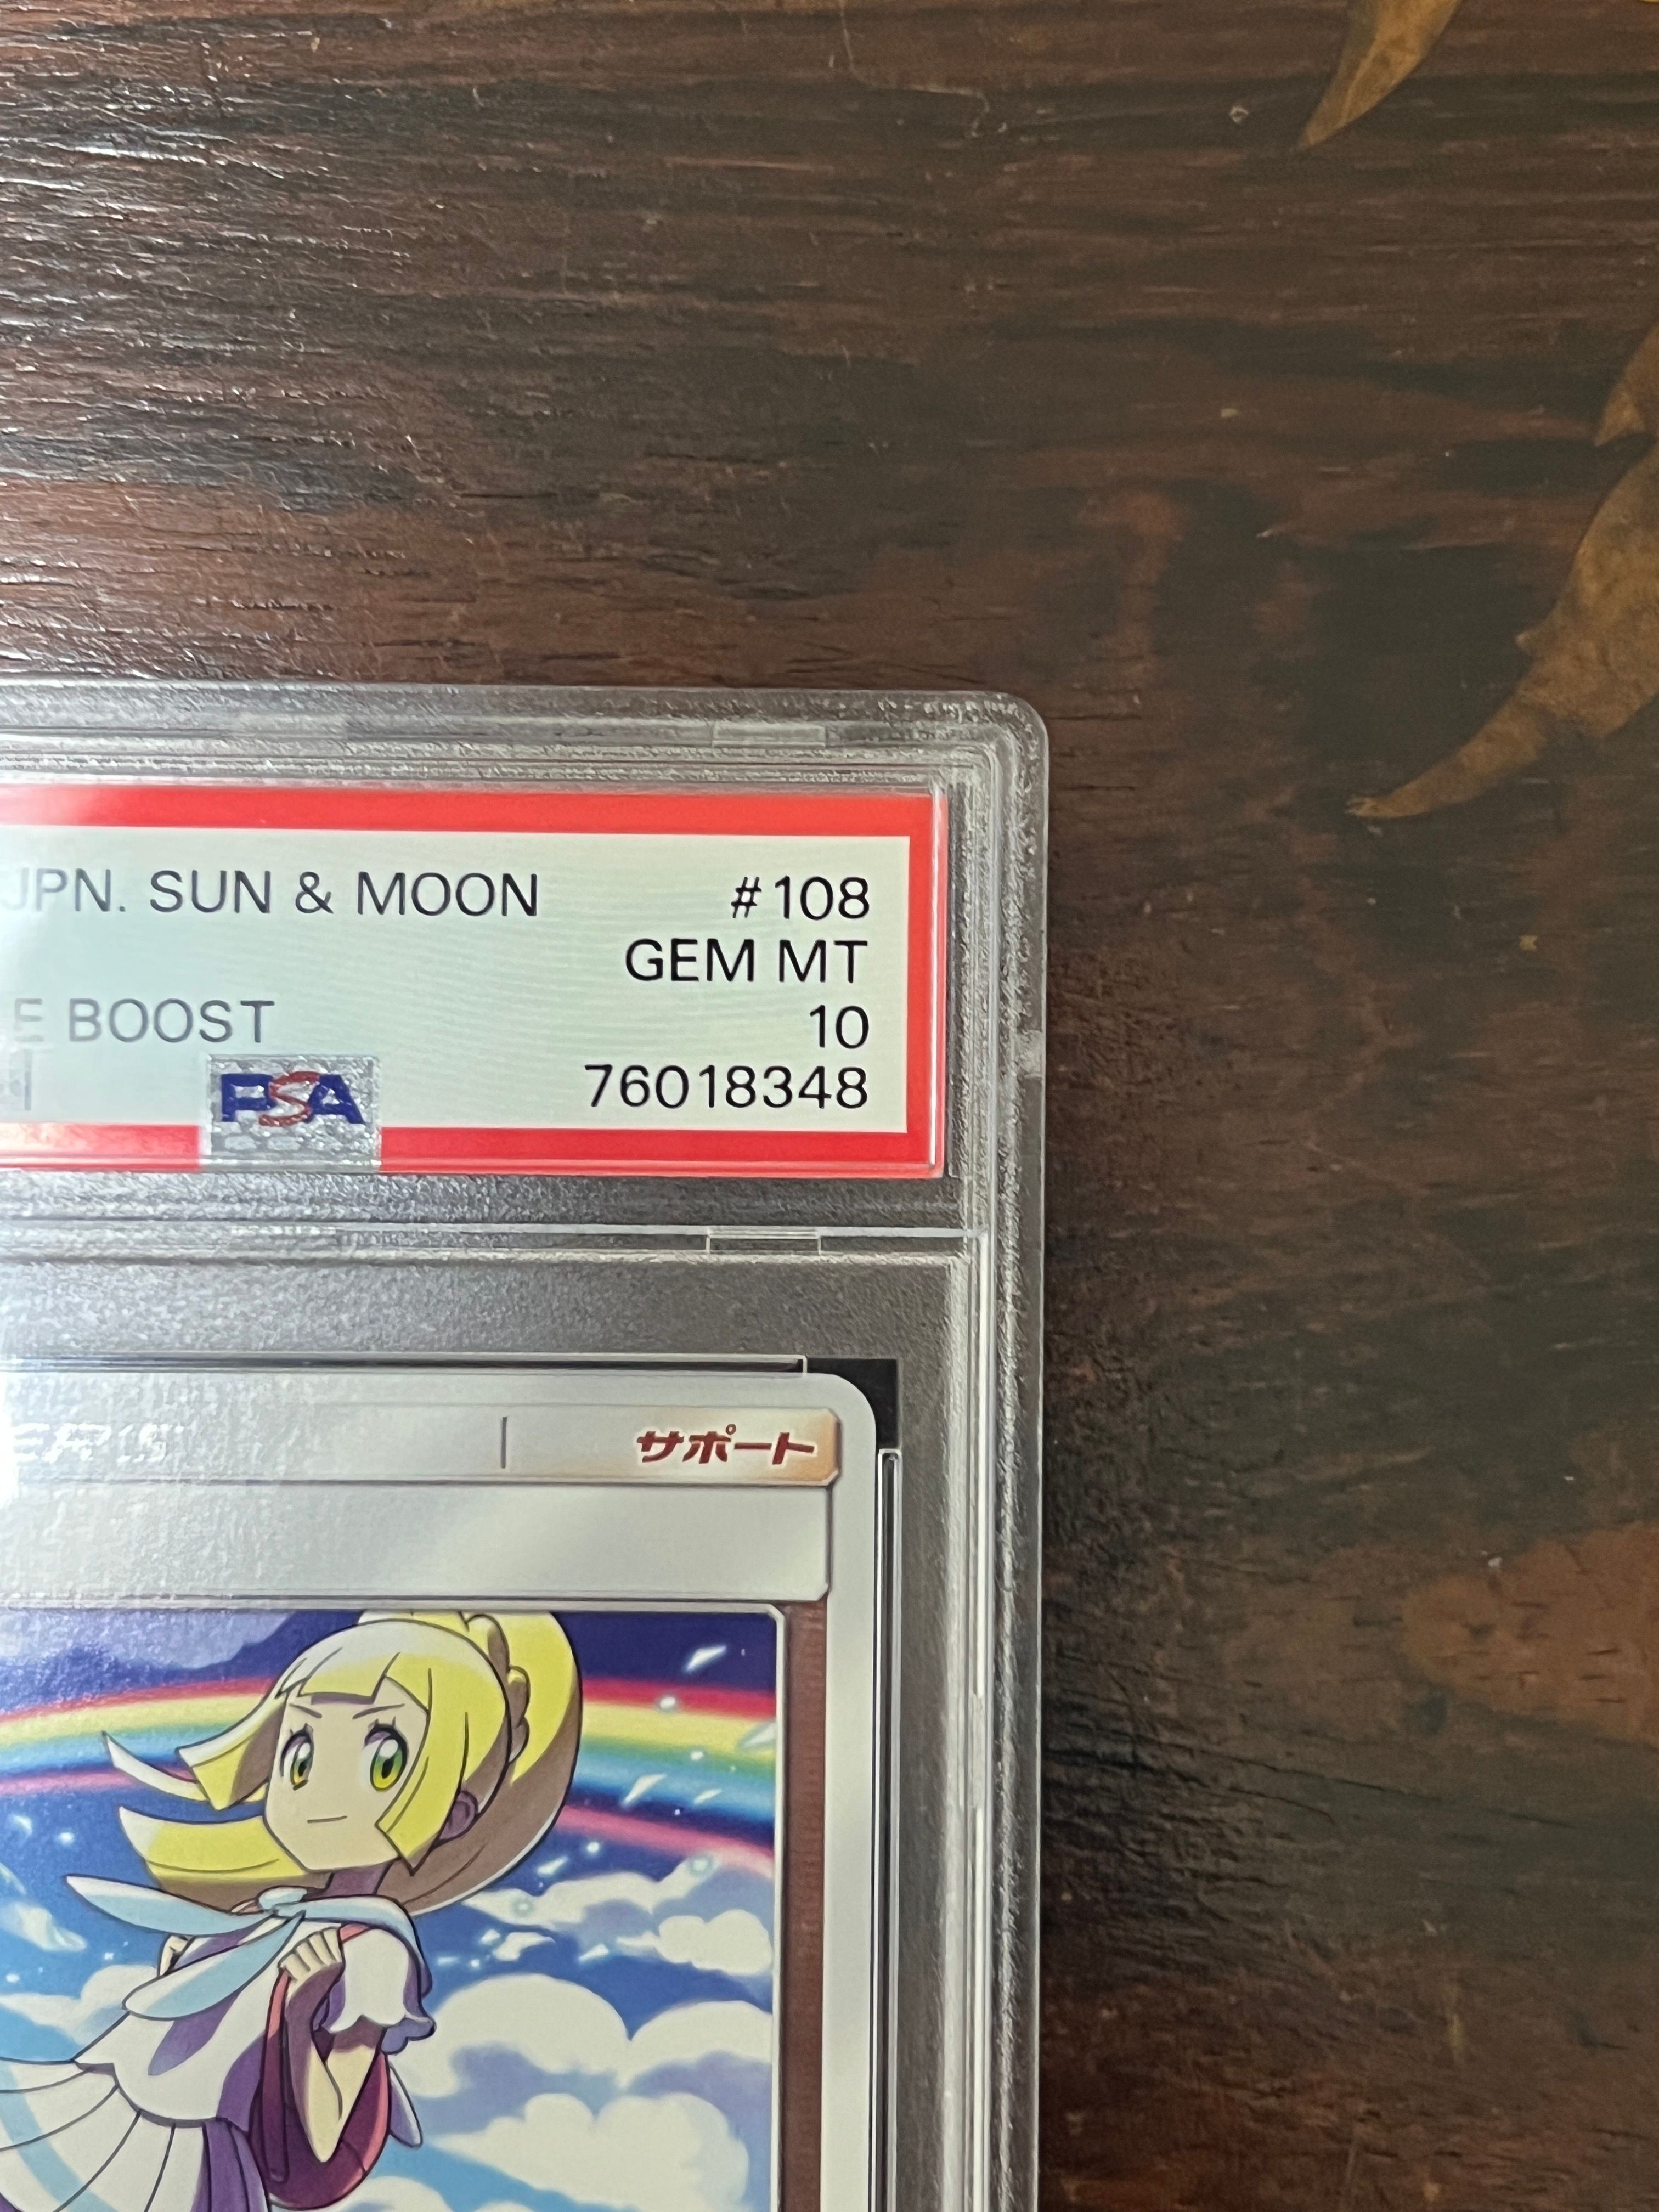 JPN. SUN & MOON #108
GEM MT
BOOST 10
PSA 76018348
サポート